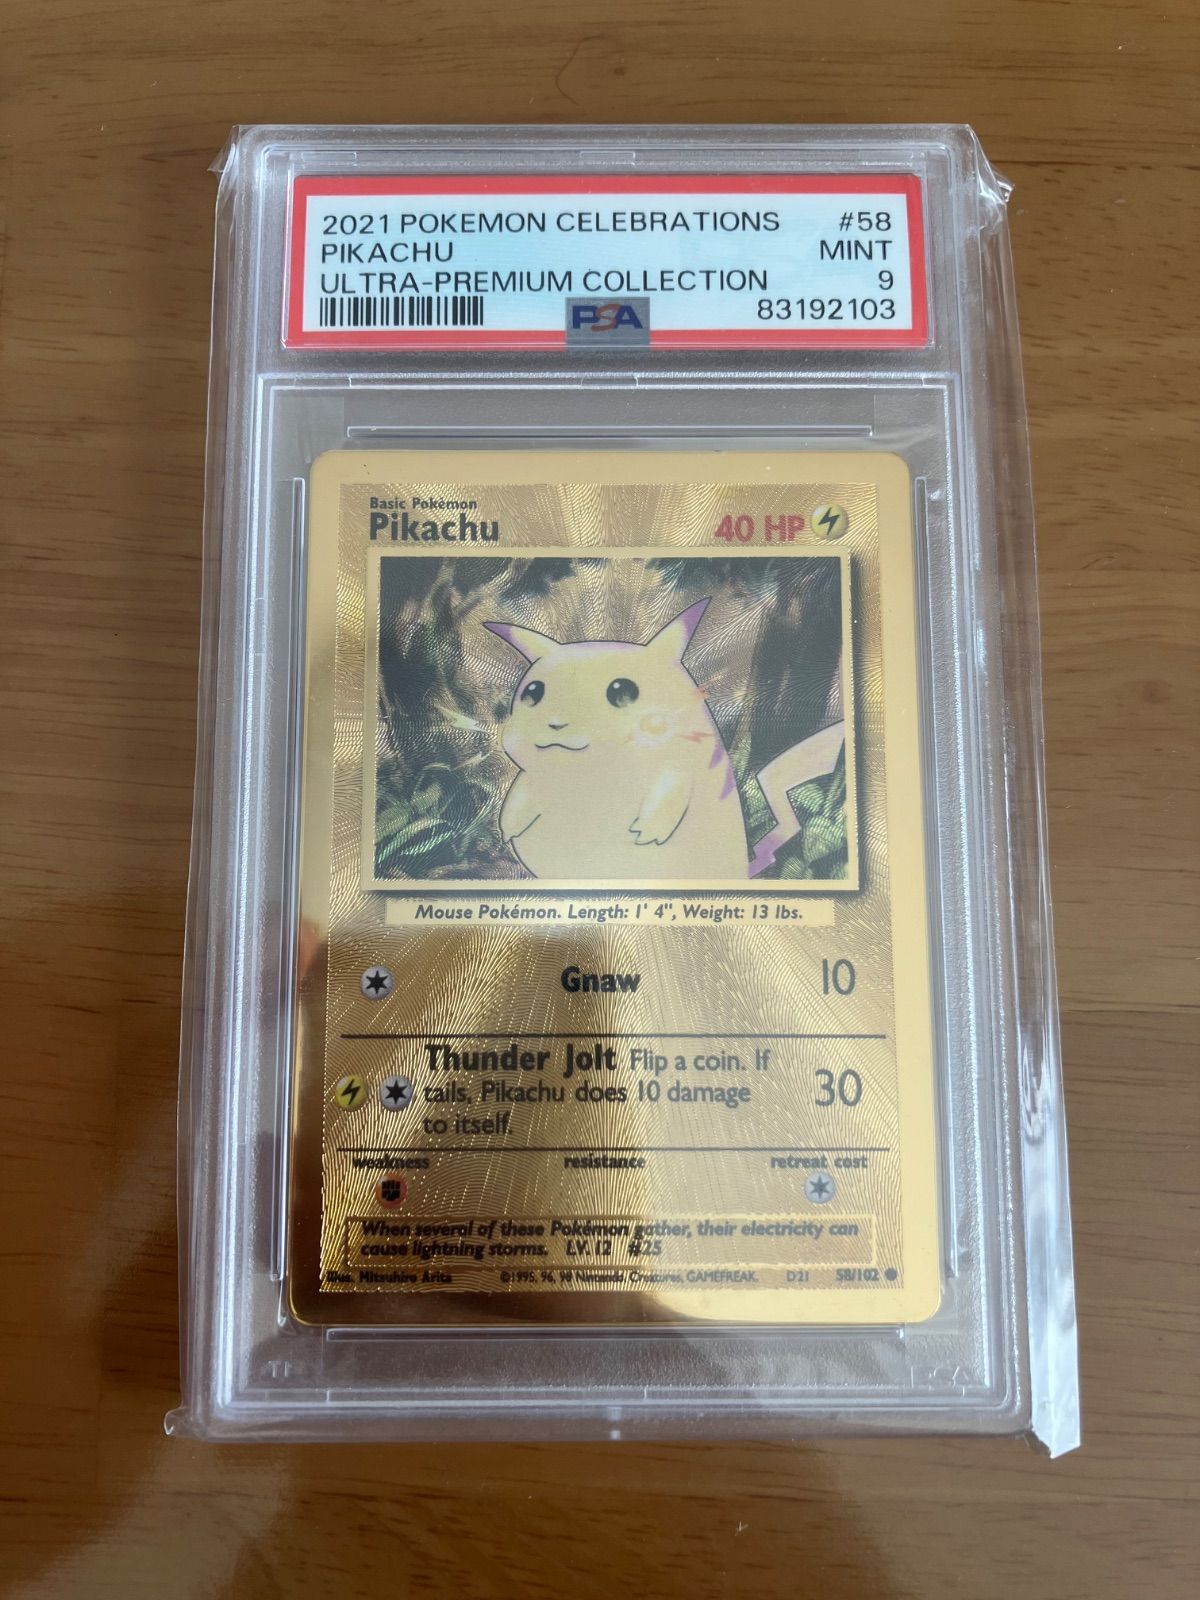 2021 POKEMON CELEBRATIONS #58
PIKACHU MINT
ULTRA-PREMIUM COLLECTION 9
PSA 83192103
Basic Pokémon
Pikachu 40 HP
Mouse Pokémon. Length: 1' 4", Weight: 13 lbs.
Gnaw 10
Thunder Jolt Flip a coin. If
tails, Pikachu does 10 damage 30
to itself.
weakness resistance retreat cost
When several of these Pokémon gather, their electricity can
cause lightning storms. LV. 12 #25
Illus. Mitsuhiro Arita ©1995, 96, 98 Nintendo, Creatures, GAMEFREAK. D21 58/102
PSA